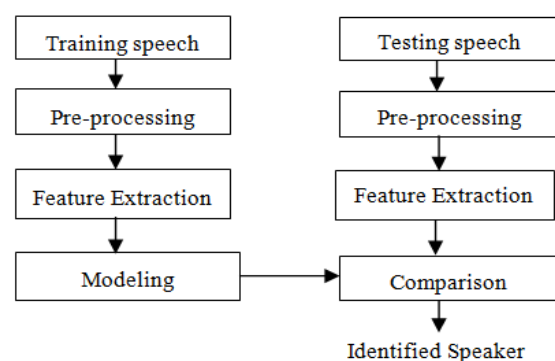 Training speech
Pre-processing
Feature Extraction
Modeling
Testing speech
Pre-processing
Feature Extraction
Comparison
Identified Speaker